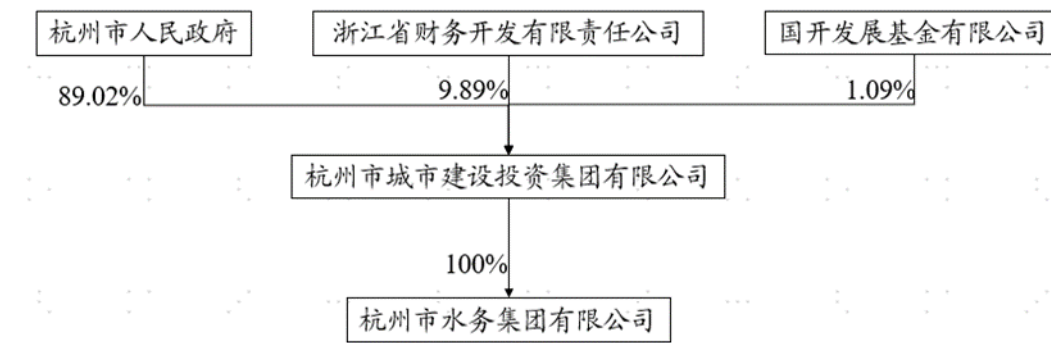 杭州市人民政府
浙江省财务开发有限责任公司
国开发展基金有限公司
89.02%
9.89%
1.09%
杭州市城市建设投资集团有限公司
100%
杭州市水务集团有限公司